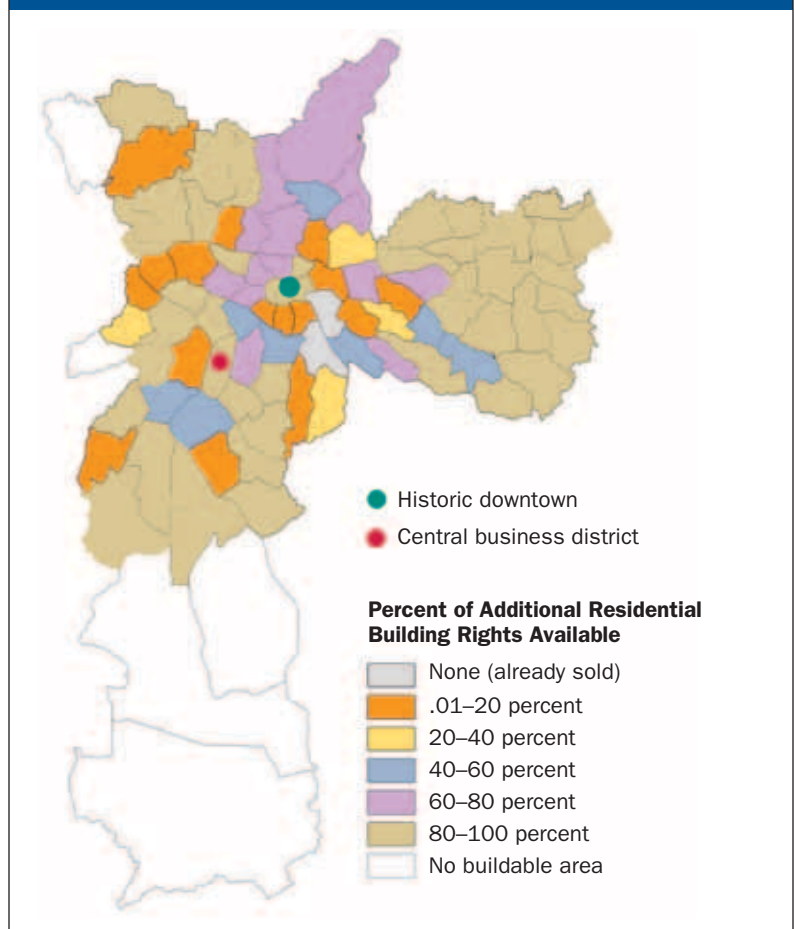 Historic downtown
Central business district
Percent of Additional Residential
Building Rights Available
None (already sold)
.01–20 percent
20–40 percent
40–60 percent
60–80 percent
80–100 percent
No buildable area